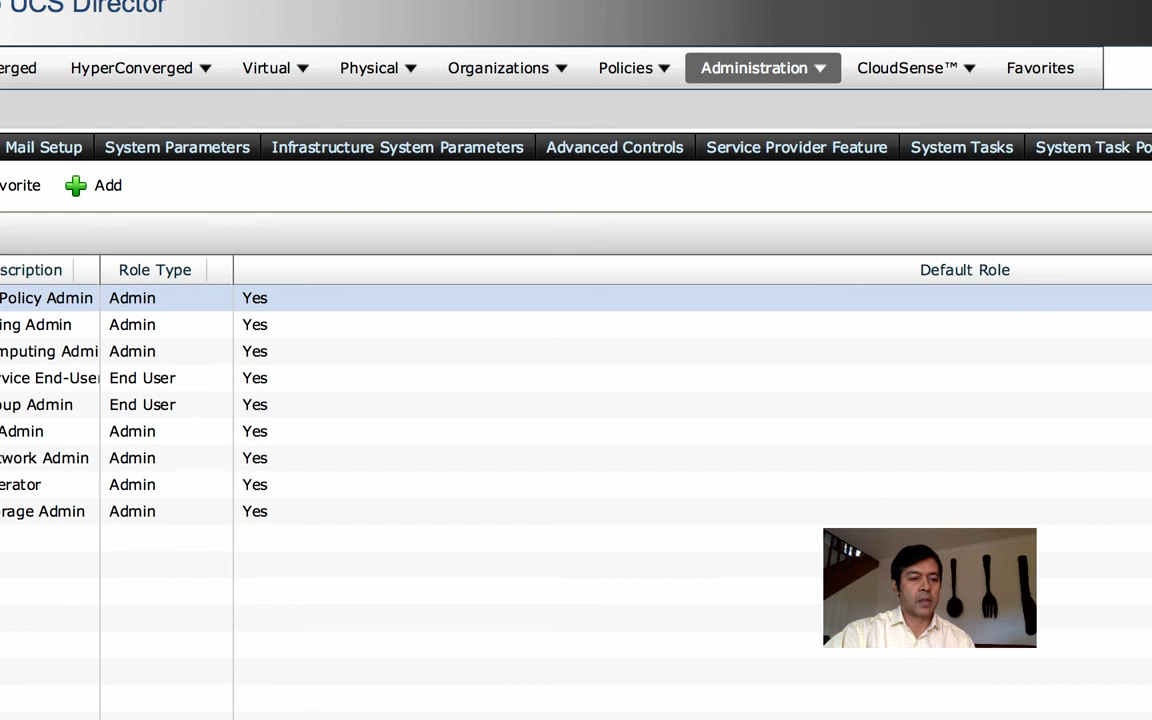 UCS Director
erged HyperConverged Virtual Physical Organizations Policies Administration CloudSense™ Favorites
Mail Setup System Parameters Infrastructure System Parameters Advanced Controls Service Provider Feature System Tasks System Task Po
vorite Add
scription Role Type Default Role
Policy Admin Admin Yes
ing Admin Admin Yes
mputing Admi Admin Yes
rvice End-User End User Yes
oup Admin End User Yes
Admin Admin Yes
twork Admin Admin Yes
erator Admin Yes
rage Admin Admin Yes